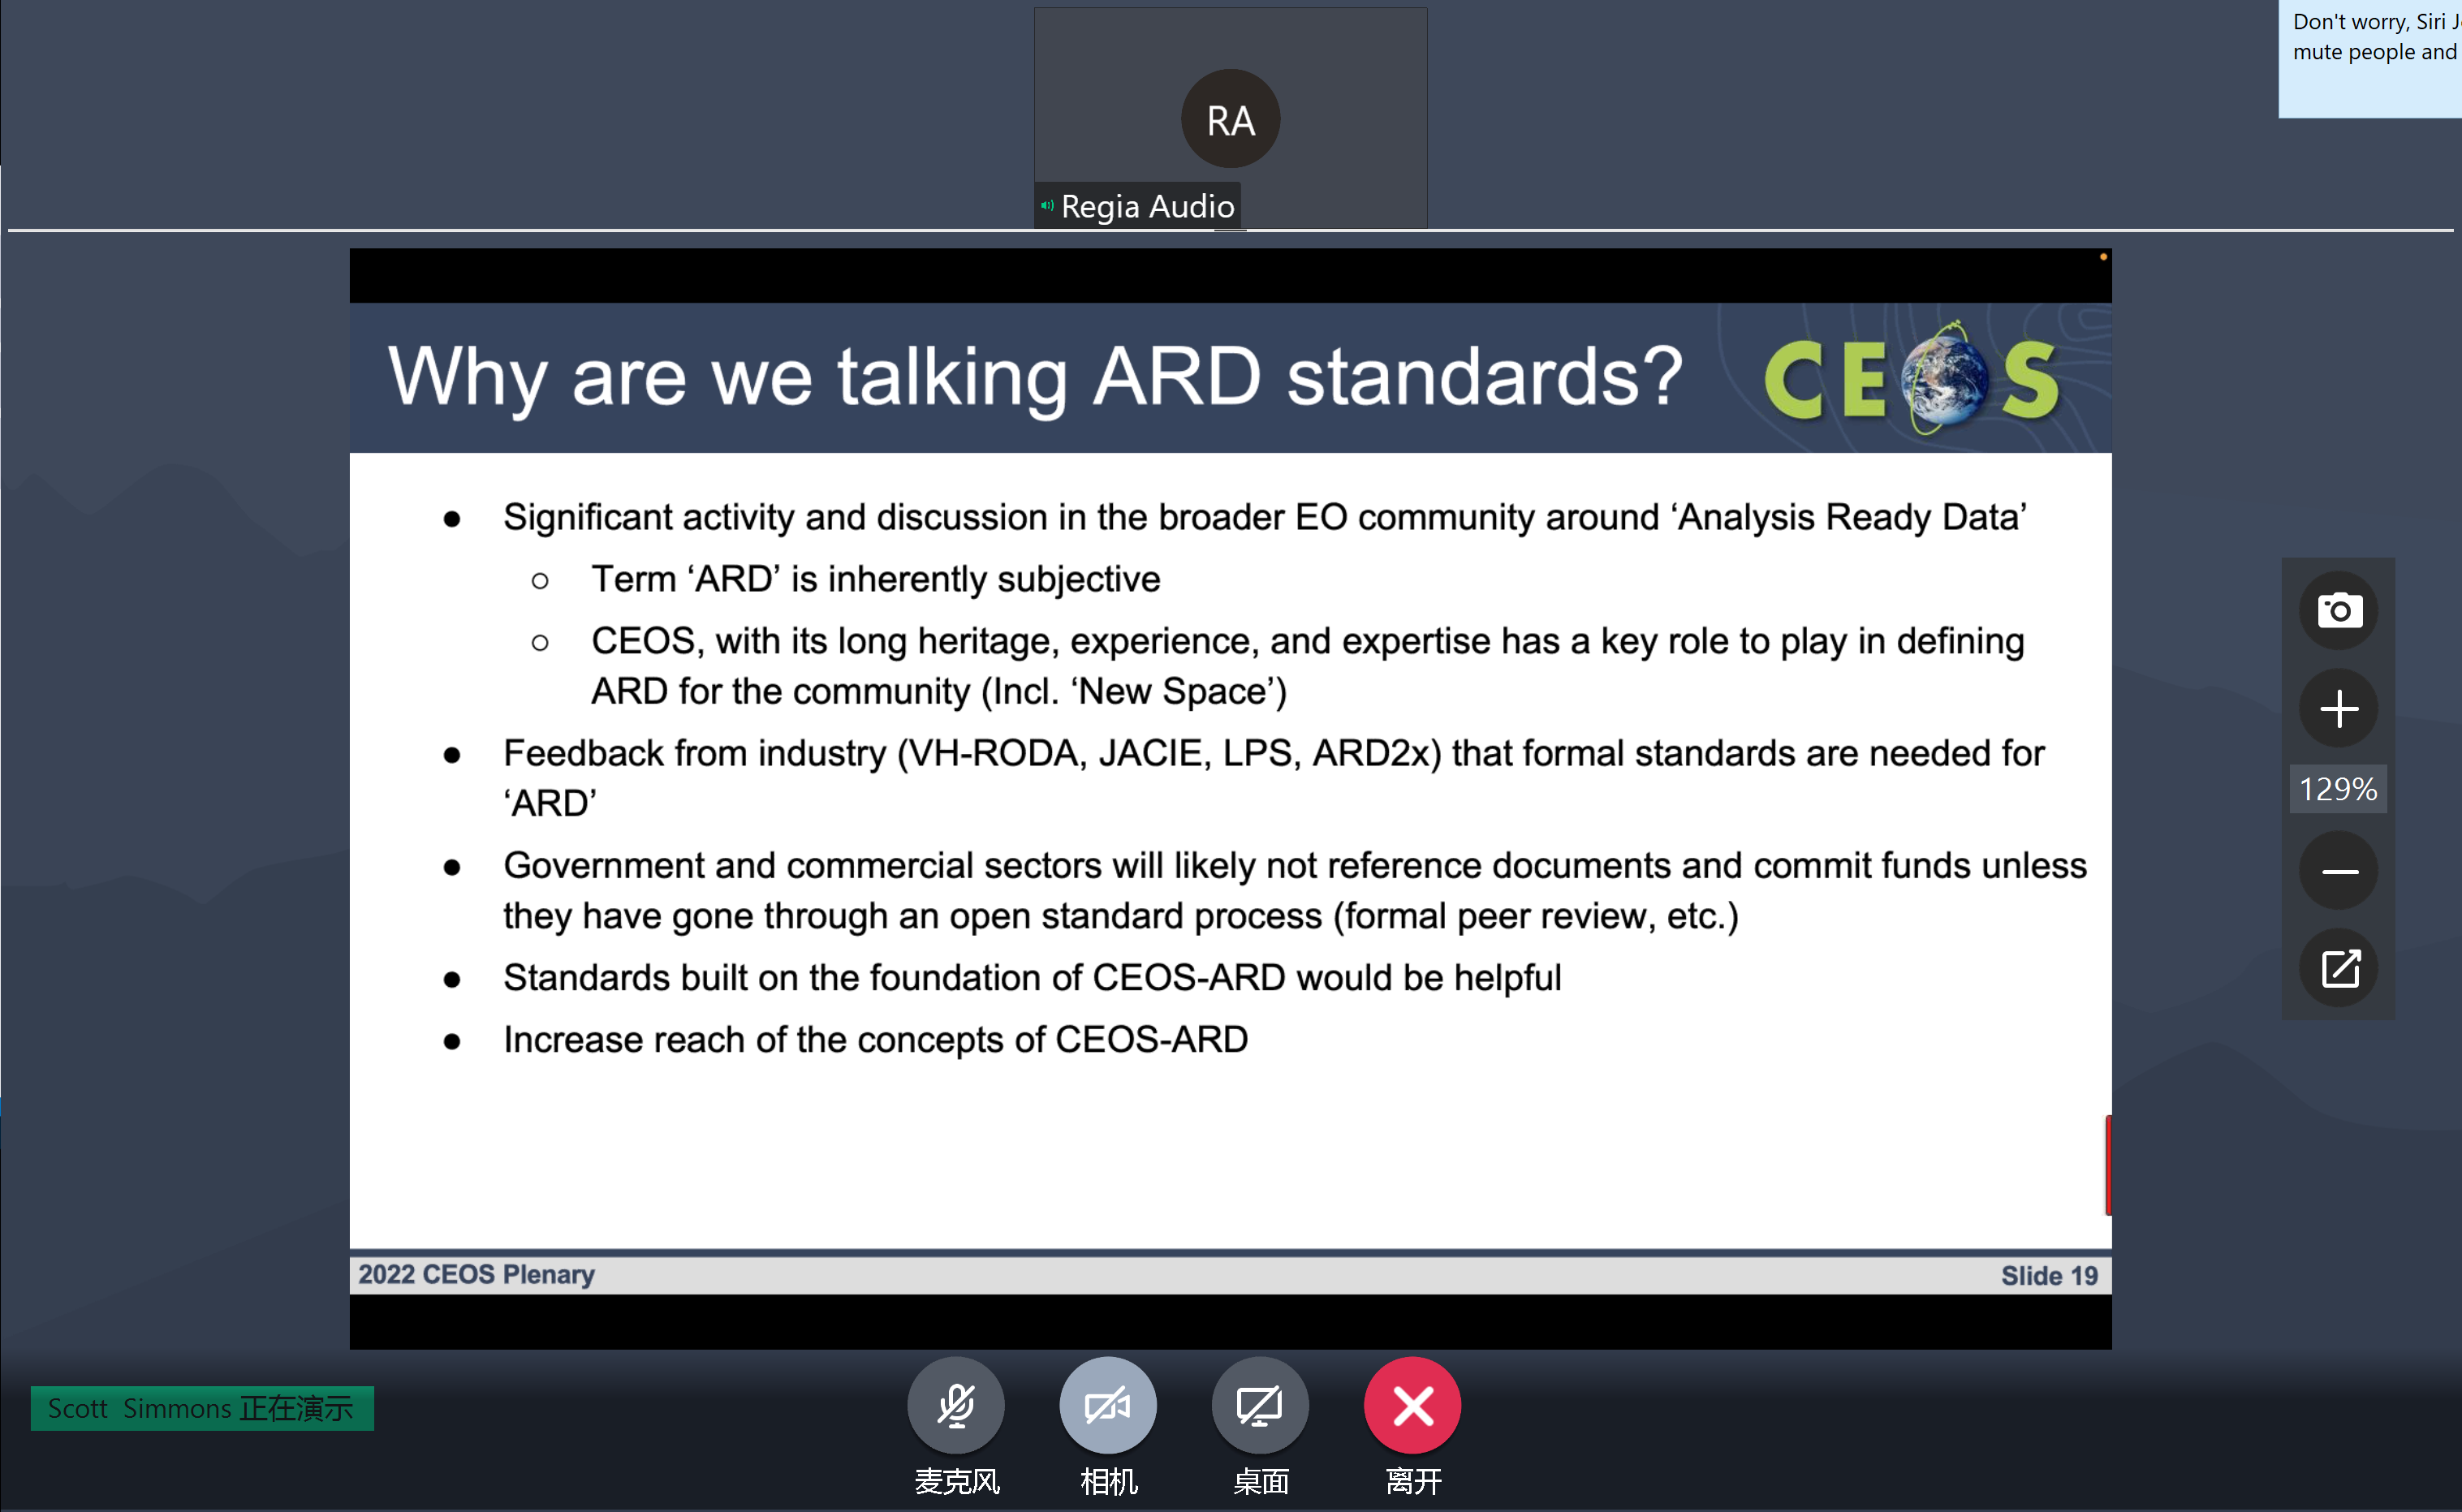 Don't worry, Siri J
mute people and
RA
Regia Audio
Why are we talking ARD standards?
CEOS
● Significant activity and discussion in the broader EO community around ‘Analysis Ready Data’
○ Term ‘ARD’ is inherently subjective
○ CEOS, with its long heritage, experience, and expertise has a key role to play in defining
ARD for the community (Incl. ‘New Space’)
● Feedback from industry (VH-RODA, JACIE, LPS, ARD2x) that formal standards are needed for
‘ARD’
● Government and commercial sectors will likely not reference documents and commit funds unless
they have gone through an open standard process (formal peer review, etc.)
● Standards built on the foundation of CEOS-ARD would be helpful
● Increase reach of the concepts of CEOS-ARD
129%
2022 CEOS Plenary
Slide 19
Scott Simmons 正在演示
麦克风
相机
桌面
离开